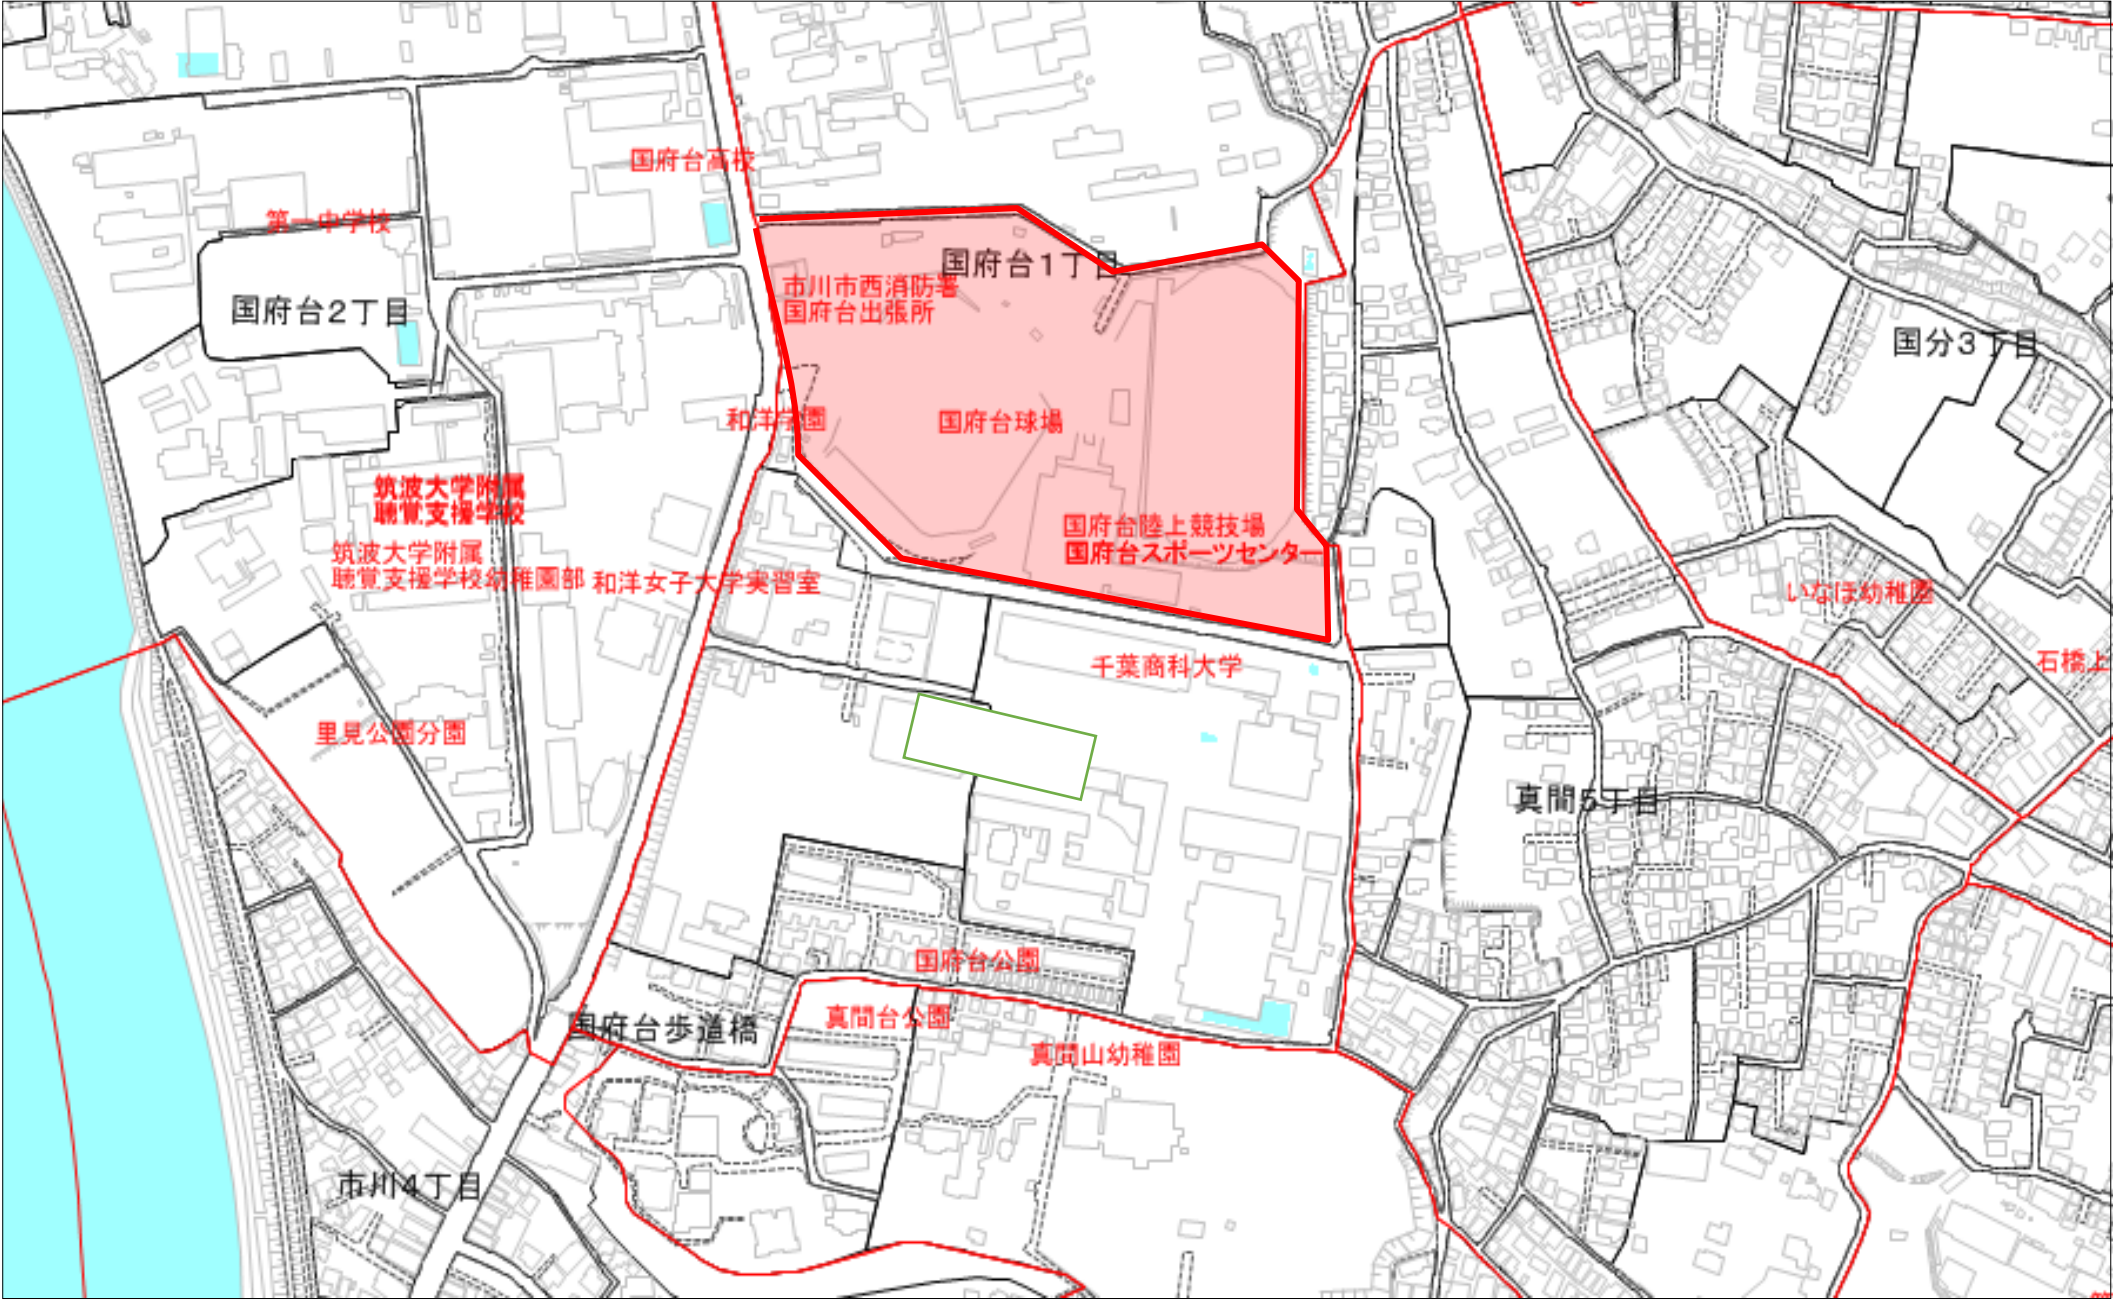 国府台高校
第一中学校
国府台1丁目
市川市西消防署
国府台出張所
国府台2丁目
国分3丁目
和洋学園
国府台球場
筑波大学附属
聴覚支援学校
国府台陸上競技場
国府台スポーツセンター
筑波大学附属
聴覚支援学校幼稚園部
和洋女子大学実習室
いなほ幼稚園
千葉商科大学
石橋上
里見公園分園
真間5丁目
国府台公園
真間台公園
国府台歩道橋
真間山幼稚園
市川4丁目